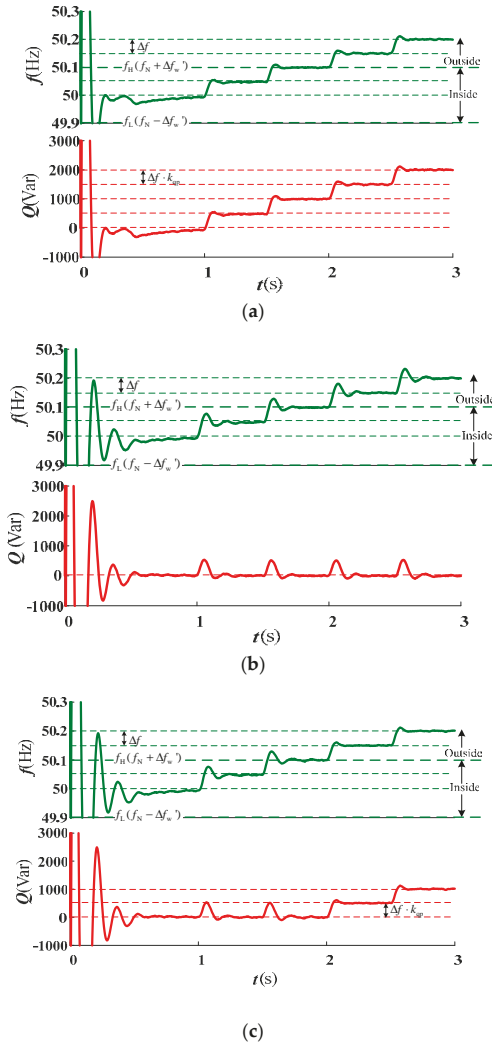 50.3
50.2
50.1
50
49.9
f(Hz)
Δf
f_H(f_N + Δf_w')
f_L(f_N − Δf_w')
Outside
Inside
3000
2000
1000
0
-1000
Q(Var)
Δf · k_qp
0 1 2 3
t(s)
(a)
50.3
50.2
50.1
50
49.9
f(Hz)
Δf
f_H(f_N + Δf_w')
f_L(f_N − Δf_w')
Outside
Inside
3000
2000
1000
0
-1000
Q (Var)
0 1 2 3
t(s)
(b)
50.3
50.2
50.1
50
49.9
f(Hz)
Δf
f_H(f_N + Δf_w')
f_L(f_N − Δf_w')
Outside
Inside
3000
2000
1000
0
-1000
Q(Var)
Δf · k_qp
0 1 2 3
t(s)
(c)